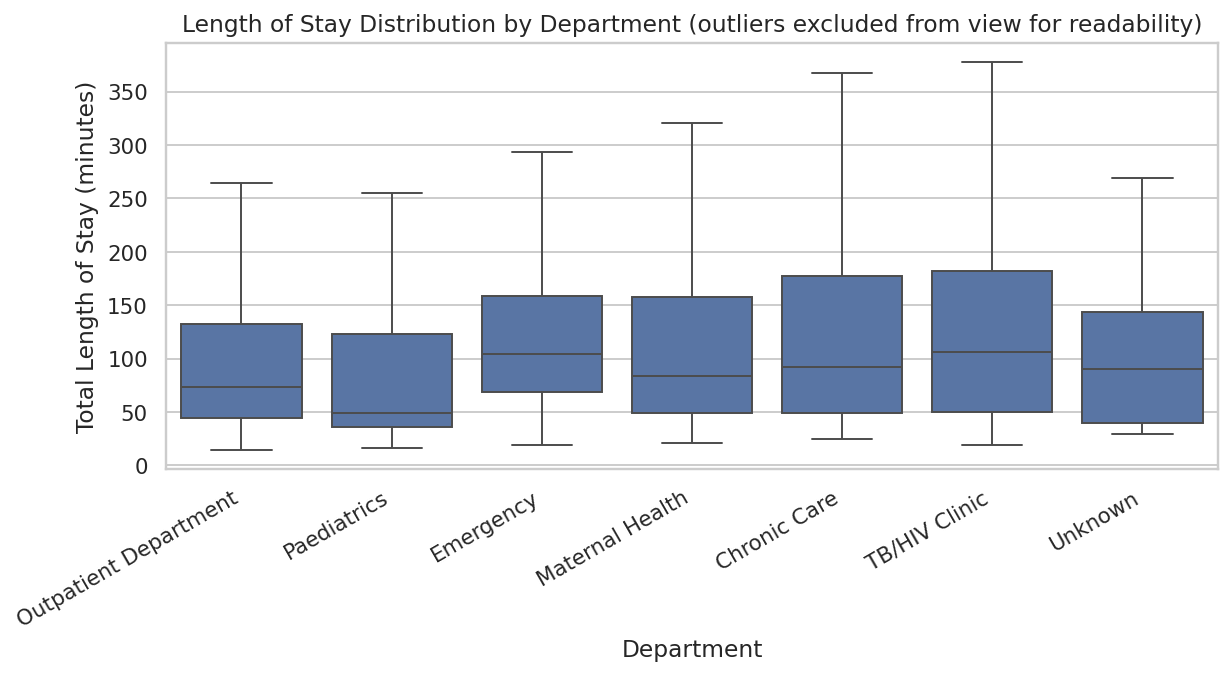 Length of Stay Distribution by Department (outliers excluded from view for readability)
Total Length of Stay (minutes)
350
300
250
200
150
100
50
0
Outpatient Department
Paediatrics
Emergency
Maternal Health
Chronic Care
TB/HIV Clinic
Unknown
Department